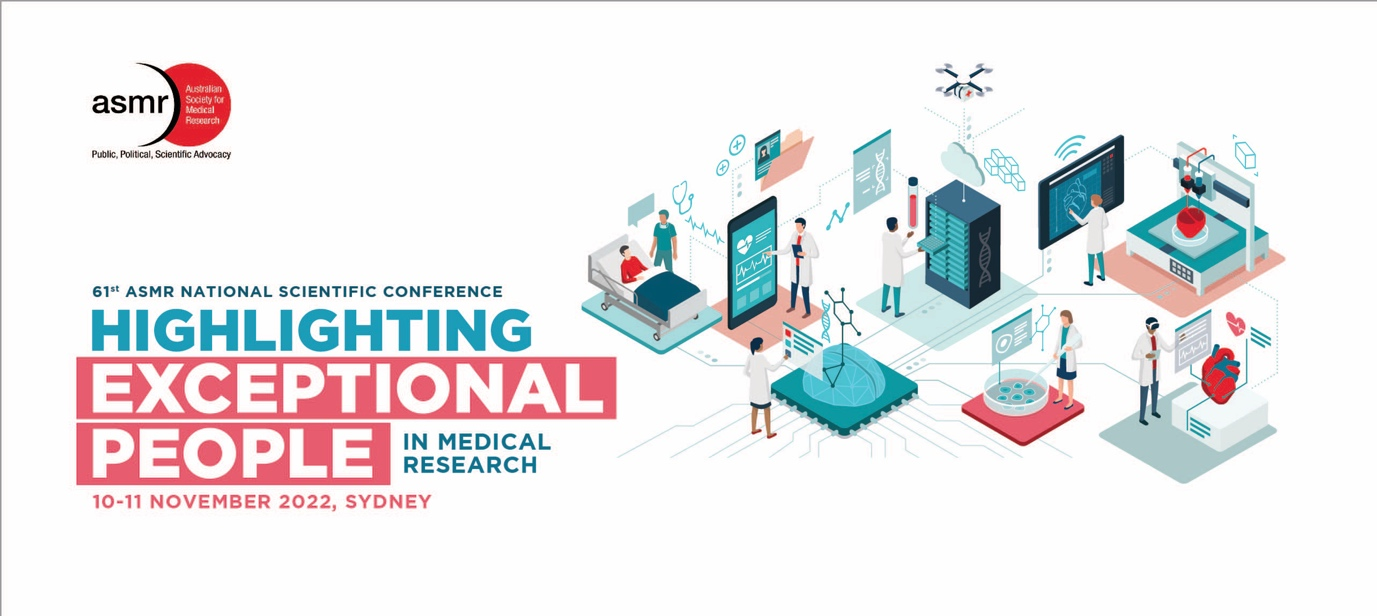 asmr
Australian
Society for
Medical
Research
Public, Political, Scientific Advocacy
61st ASMR NATIONAL SCIENTIFIC CONFERENCE
HIGHLIGHTING
EXCEPTIONAL
PEOPLE
IN MEDICAL
RESEARCH
10-11 NOVEMBER 2022, SYDNEY